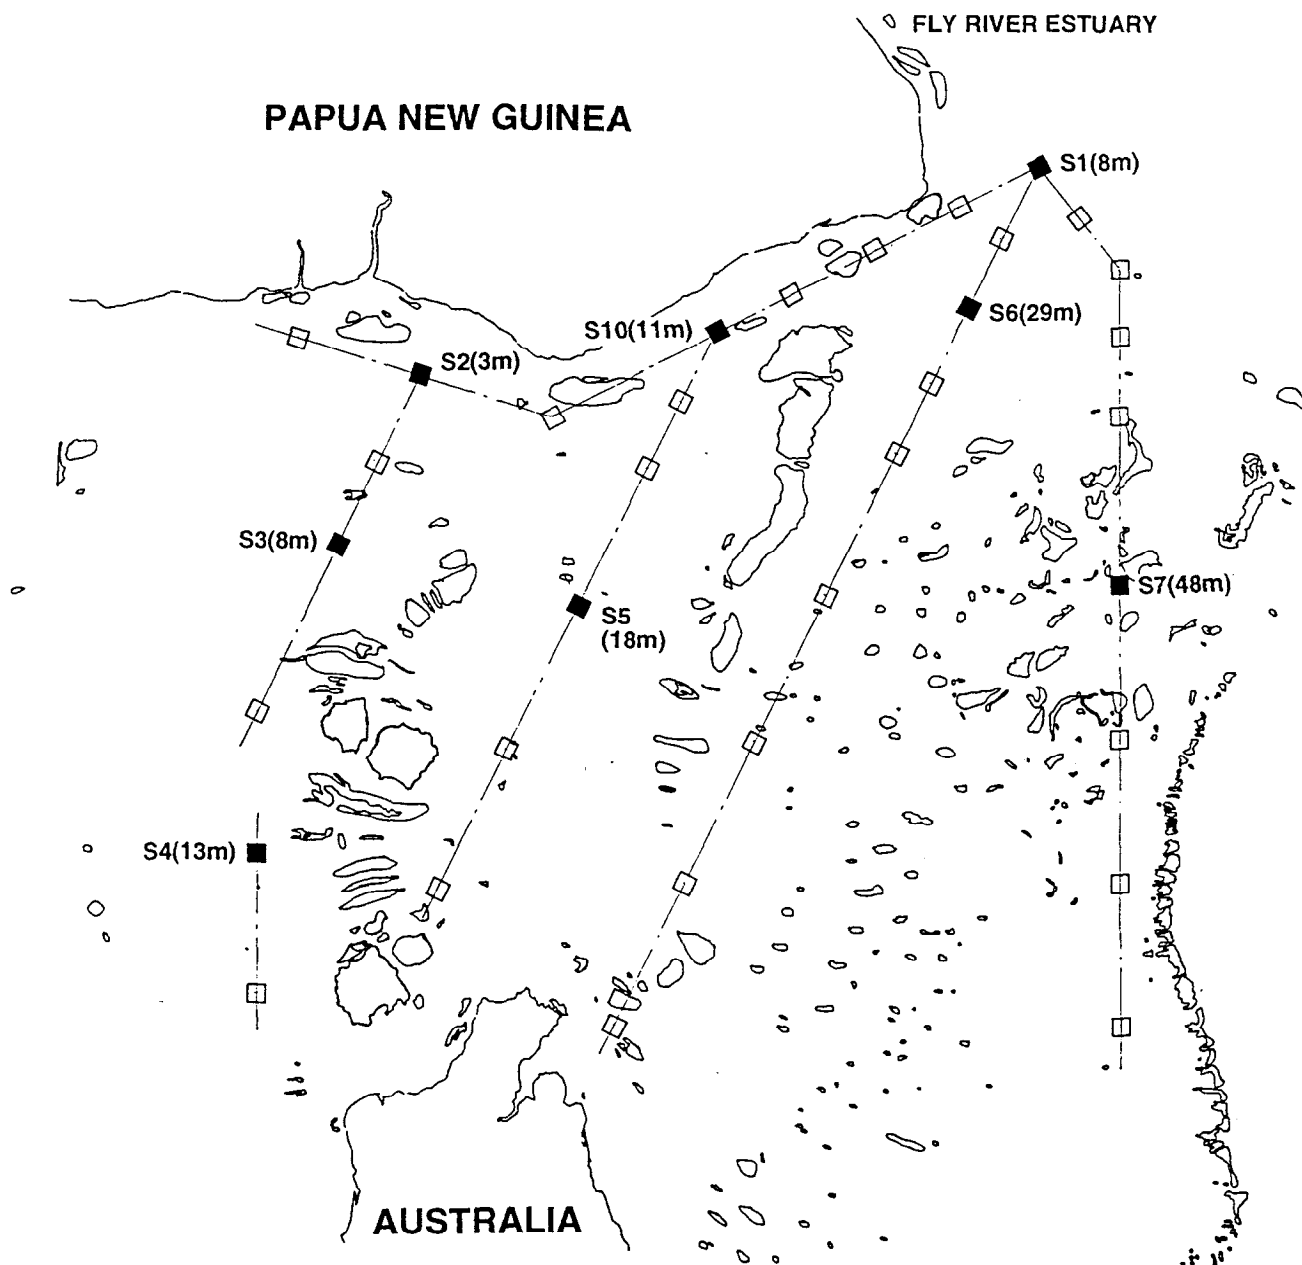 FLY RIVER ESTUARY
PAPUA NEW GUINEA
S1(8m)
S6(29m)
S10(11m)
S2(3m)
S3(8m)
S7(48m)
S5
(18m)
S4(13m)
AUSTRALIA